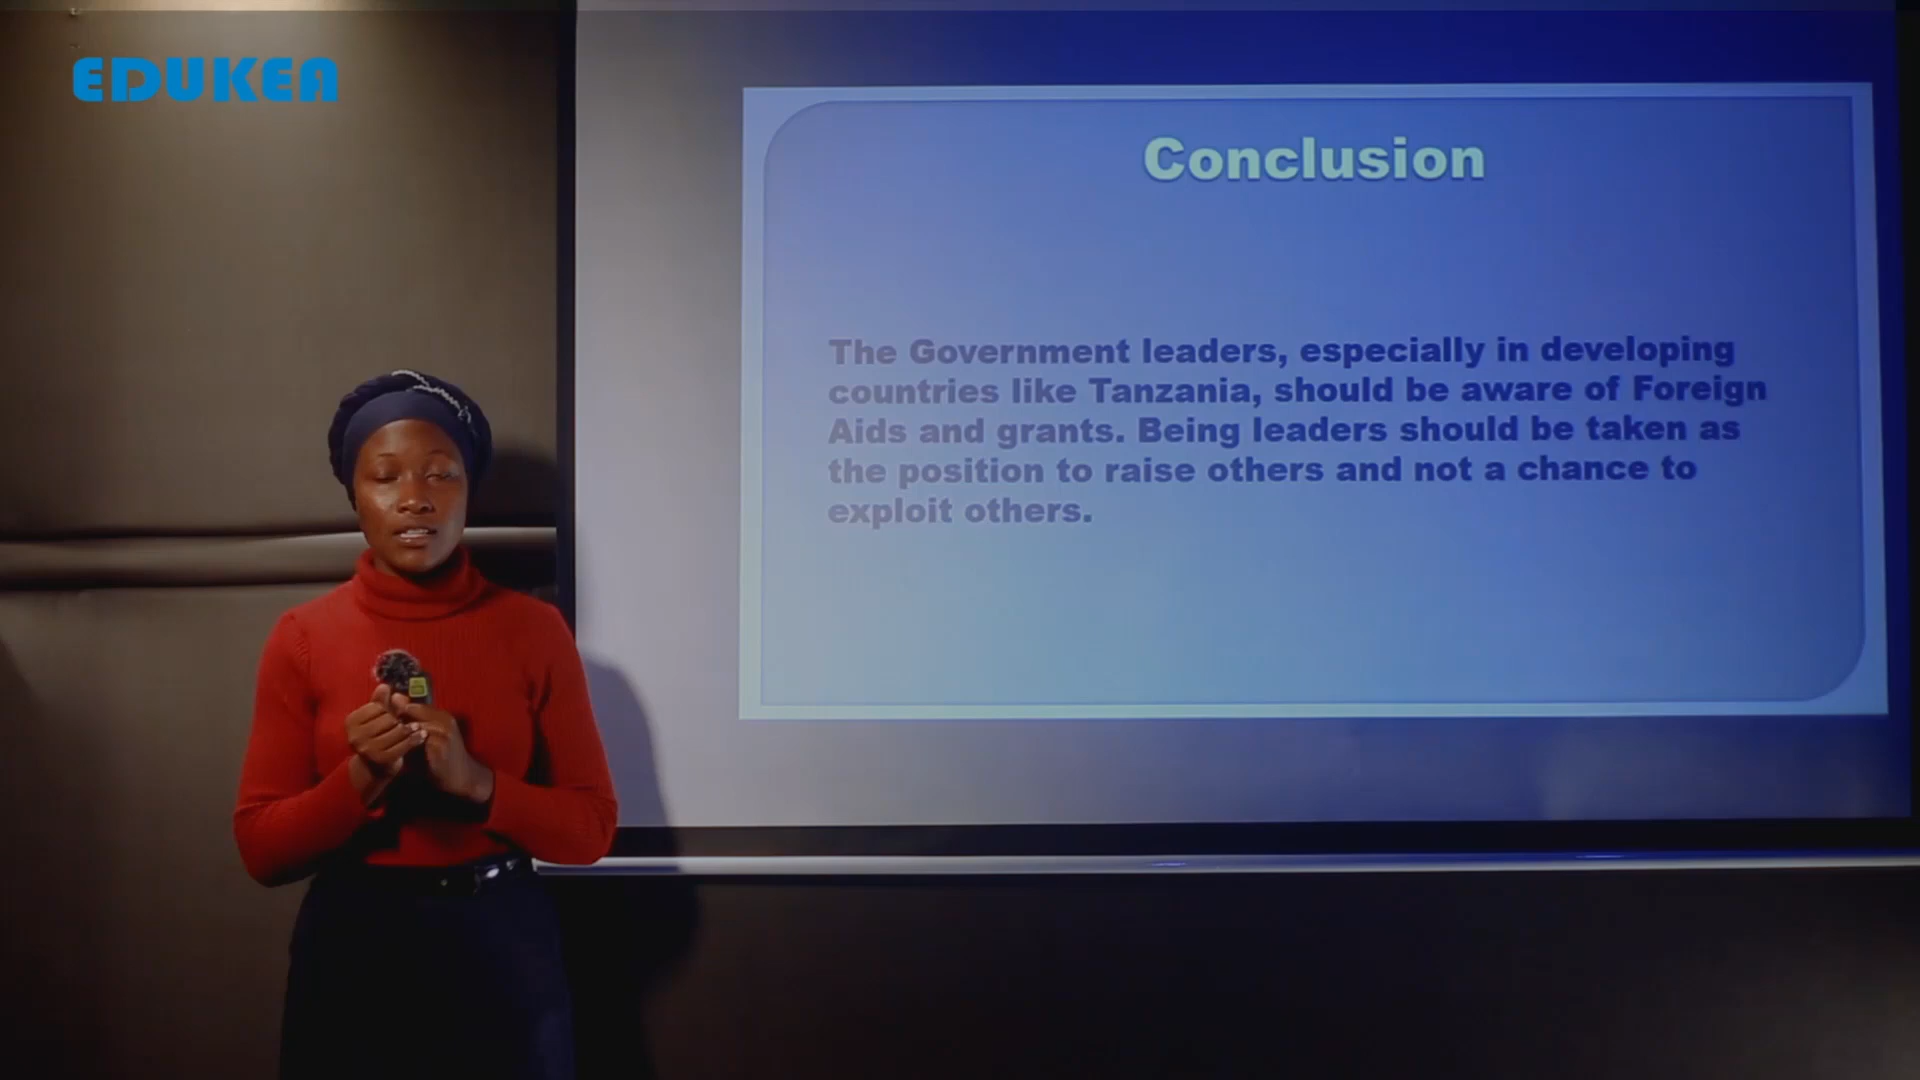 EDUKEA
Conclusion
The Government leaders, especially in developing
countries like Tanzania, should be aware of Foreign
Aids and grants. Being leaders should be taken as
the position to raise others and not a chance to
exploit others.